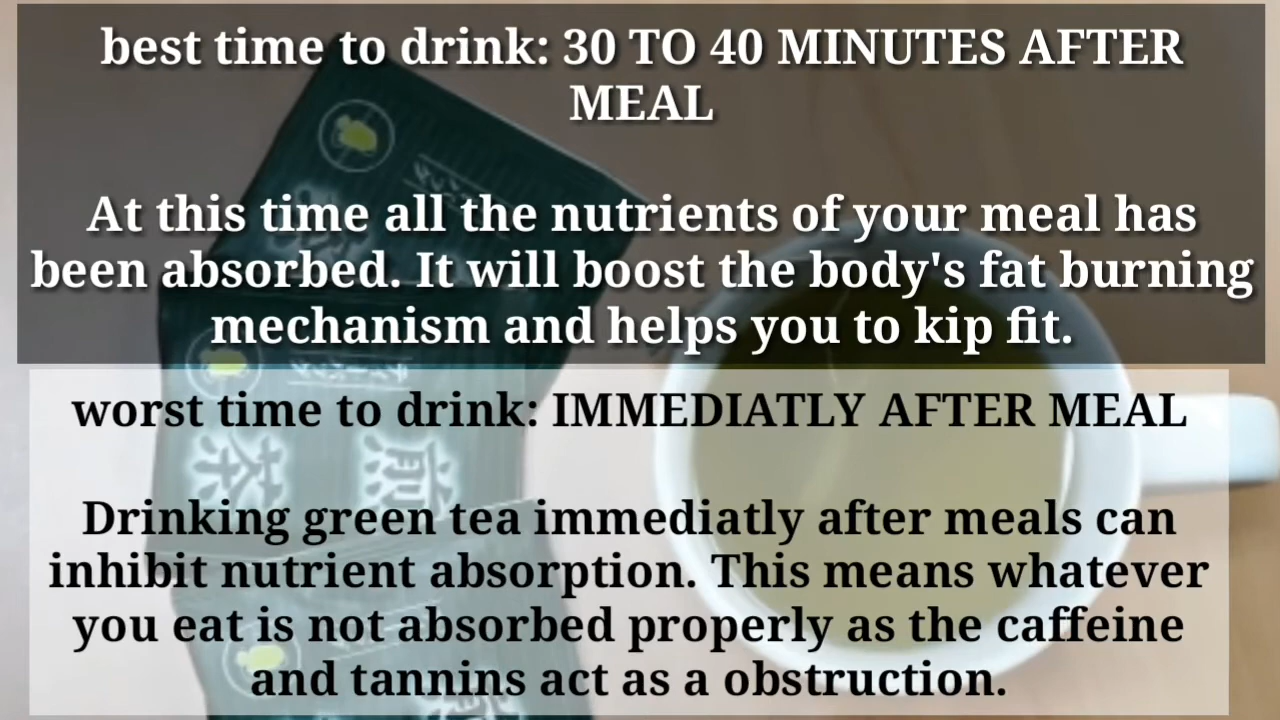 best time to drink: 30 TO 40 MINUTES AFTER
MEAL
At this time all the nutrients of your meal has
been absorbed. It will boost the body's fat burning
mechanism and helps you to kip fit.
worst time to drink: IMMEDIATLY AFTER MEAL
Drinking green tea immediatly after meals can
inhibit nutrient absorption. This means whatever
you eat is not absorbed properly as the caffeine
and tannins act as a obstruction.
煎茶